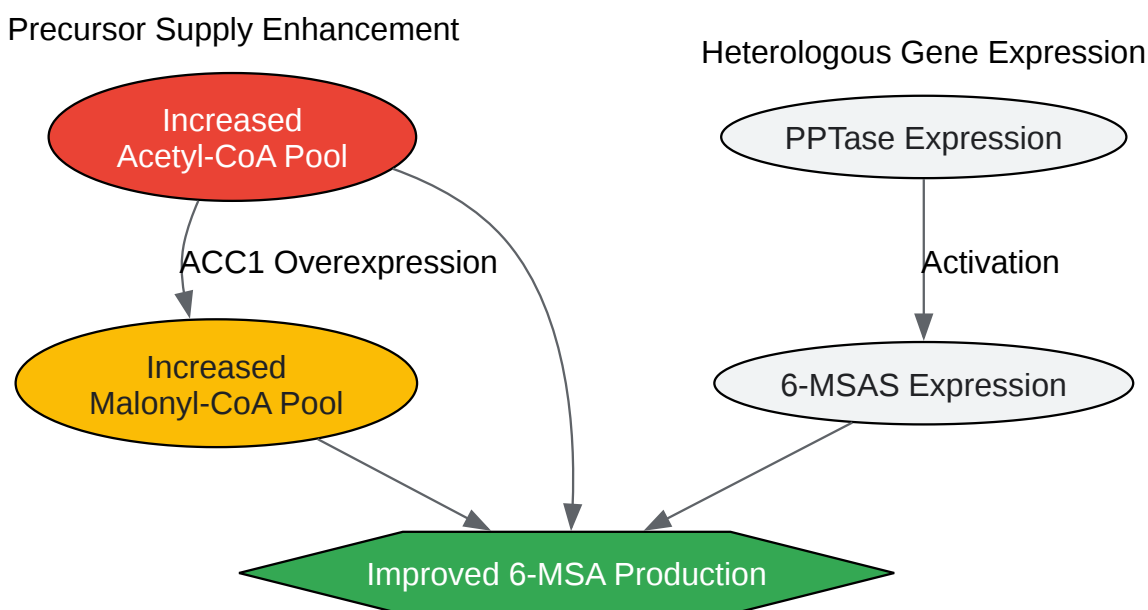 Precursor Supply Enhancement
Heterologous Gene Expression
Increased
Acetyl-CoA Pool
PPTase Expression
ACC1 Overexpression
Activation
Increased
Malonyl-CoA Pool
6-MSAS Expression
Improved 6-MSA Production